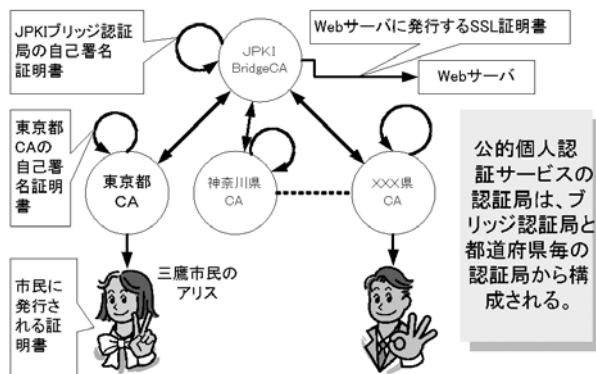 JPKIブリッジ認証
局の自己署名
証明書
JPKI
BridgeCA
Webサーバに発行するSSL証明書
Webサーバ
東京都
CAの
自己署
名証明
書
東京都
CA
神奈川県
CA
XXX県
CA
公的個人認
証サービスの
認証局は、ブ
リッジ認証局と
都道府県毎の
認証局から構
成される。
市民に
発行さ
れる証
明書
三鷹市民の
アリス